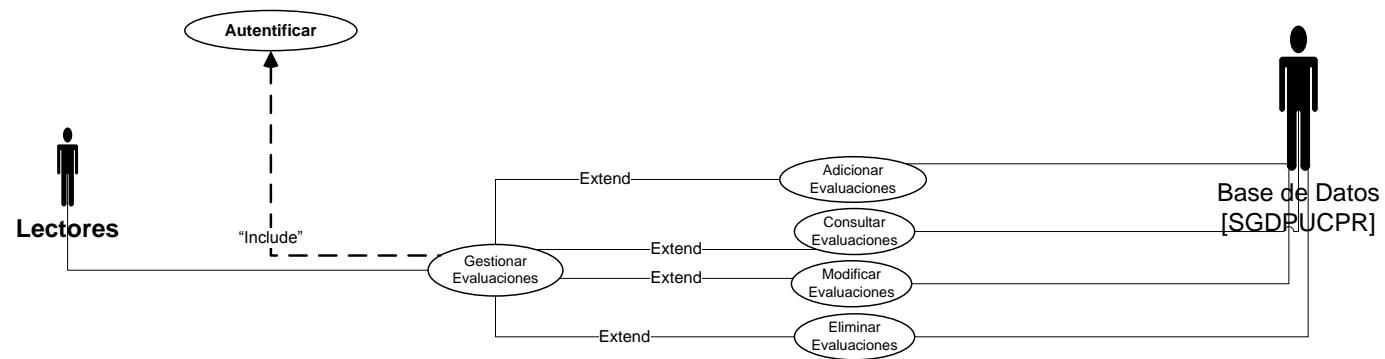 Autentificar
Lectores
“Include”
Gestionar
Evaluaciones
Extend
Extend
Extend
Extend
Adicionar
Evaluaciones
Consultar
Evaluaciones
Modificar
Evaluaciones
Eliminar
Evaluaciones
Base de Datos
[SGDPUCPR]